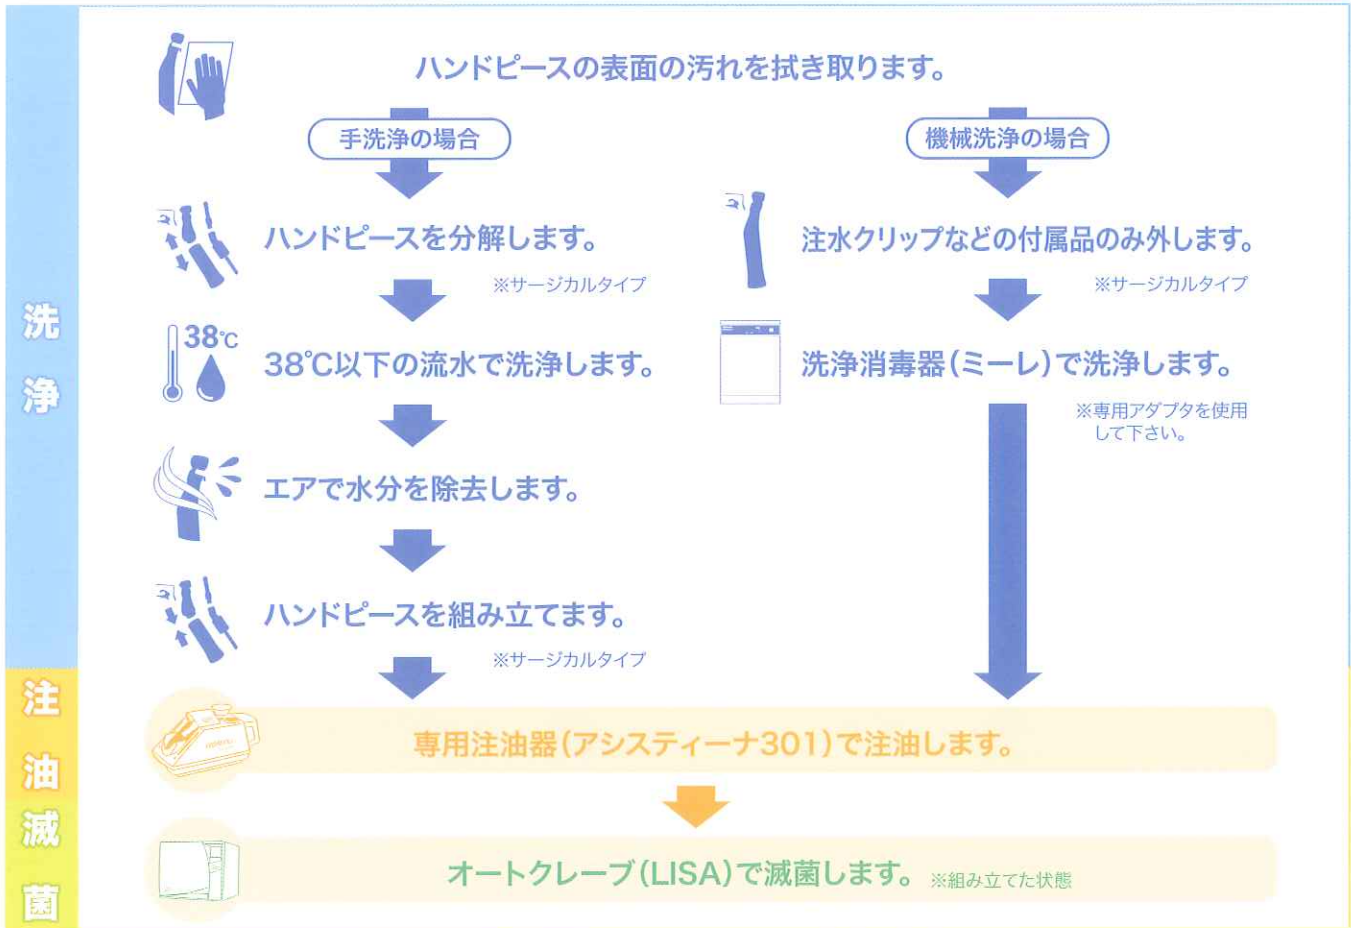 ハンドピースの表面の汚れを拭き取ります。
手洗浄の場合
機械洗浄の場合
洗浄
ハンドピースを分解します。
※サージカルタイプ
注水クリップなどの付属品のみ外します。
※サージカルタイプ
38℃
38℃以下の流水で洗浄します。
洗浄消毒器(ミーレ)で洗浄します。
※専用アダプタを使用
して下さい。
エアで水分を除去します。
ハンドピースを組み立てます。
※サージカルタイプ
注油
専用注油器(アシスティーナ301)で注油します。
滅菌
オートクレーブ(LISA)で滅菌します。 ※組み立てた状態